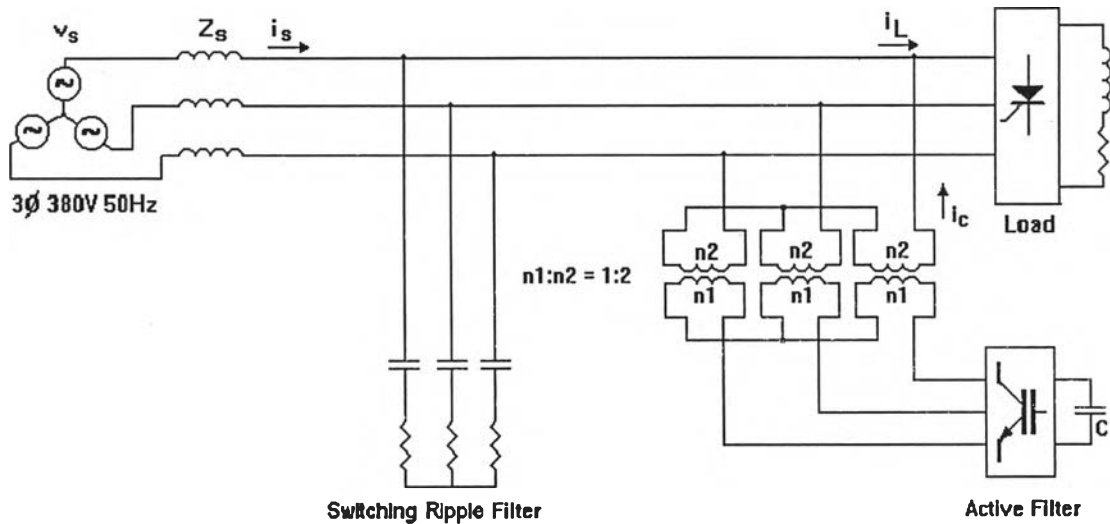 vs Zs is iL
3Ø 380V 50Hz
Load
ic
n2 n2 n2
n1:n2 = 1:2
n1 n1 n1
C
Switching Ripple Filter
Active Filter